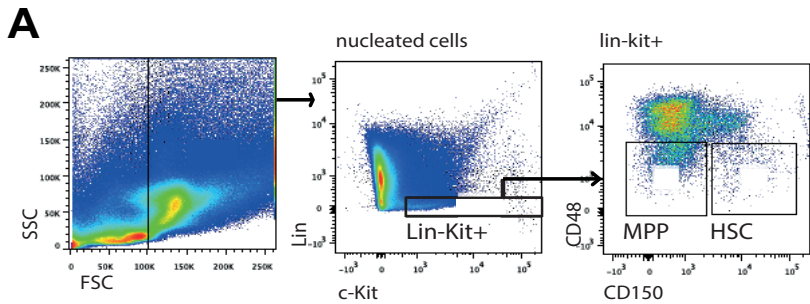 A
nucleated cells
lin-kit+
250K
200K
150K
100K
50K
0
0
50K
100K
150K
200K
250K
SSC
FSC
10^5
10^4
10^3
0
-10^3
-10^3
0
10^3
10^4
10^5
Lin
Lin-Kit+
c-Kit
10^5
10^4
10^3
0
-10^3
-10^3
0
10^3
10^4
10^5
CD48
MPP
HSC
CD150